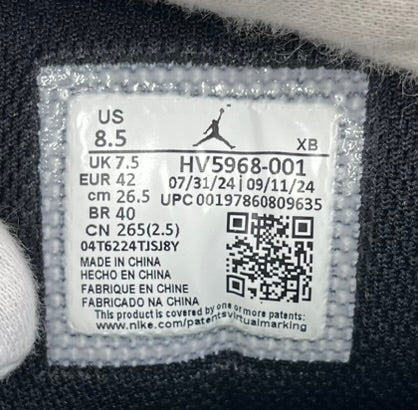 US
8.5
XB
UK 7.5
HV5968-001
EUR 42
07/31/24 | 09/11/24
cm 26.5
UPC 00197860809635
BR 40
CN 265(2.5)
04T6224TJSJ8Y
MADE IN CHINA
HECHO EN CHINA
FABRIQUE EN CHINE
FABRICADO NA CHINA
This product is covered by one or more patents:
www.nike.com/patentsvirtualmarking